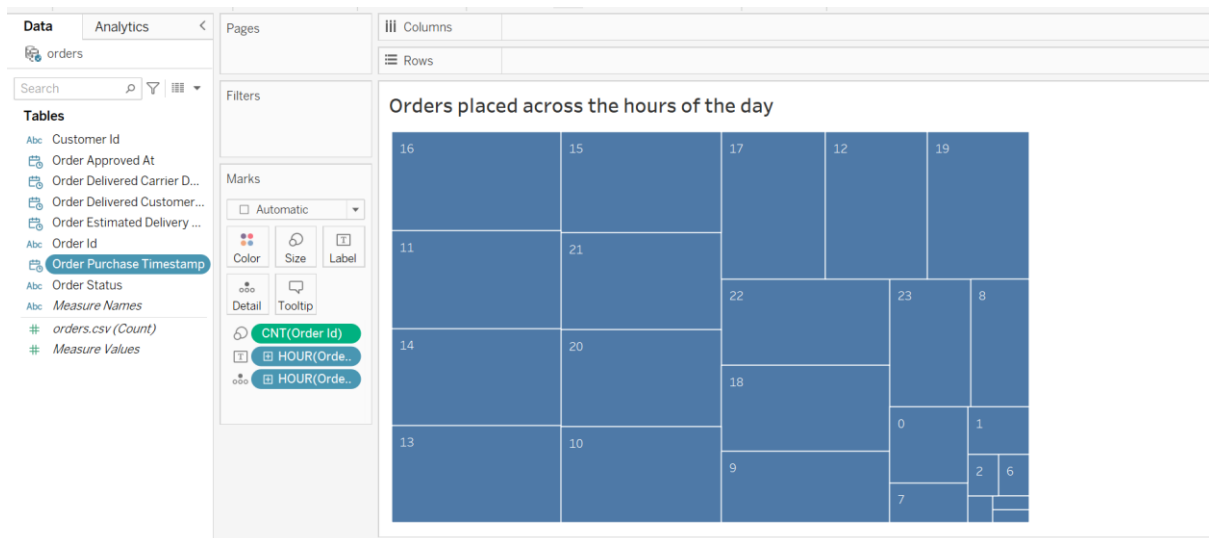 Data
Analytics
<
orders
Search
Tables
Abc Customer Id
Order Approved At
Order Delivered Carrier D...
Order Delivered Customer...
Order Estimated Delivery ...
Abc Order Id
Order Purchase Timestamp
Abc Order Status
Abc Measure Names
# orders.csv (Count)
# Measure Values
Pages
Filters
Marks
Automatic
Color
Size
T
Label
Detail
Tooltip
CNT(Order Id)
T HOUR(Orde..
HOUR(Orde..
Columns
Rows
Orders placed across the hours of the day
16
15
17
12
19
11
21
22
23
8
14
20
18
0
1
13
10
9
2
6
7